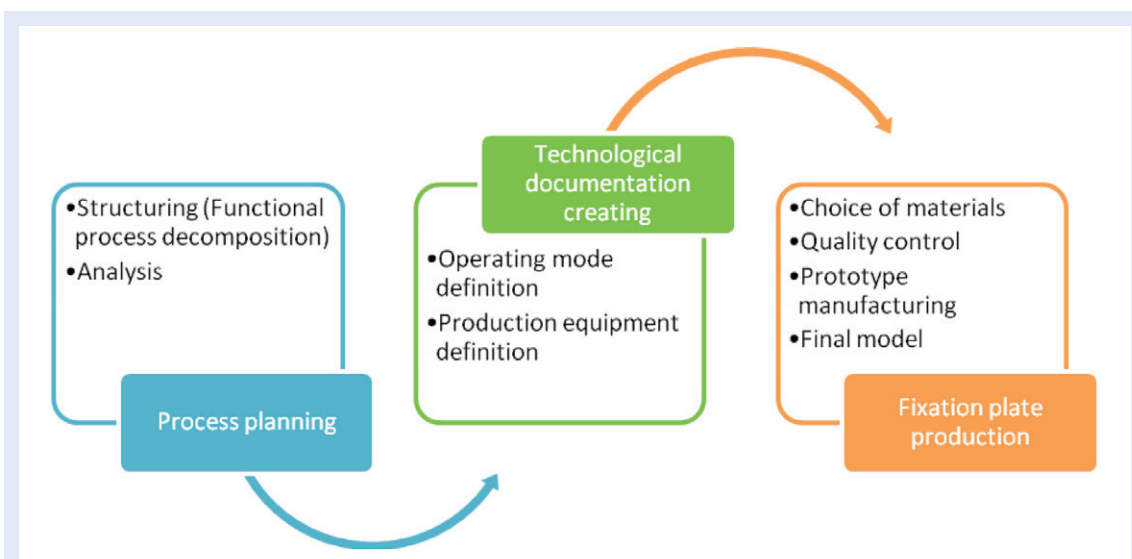 •Structuring (Functional
process decomposition)
•Analysis
Process planning
Technological
documentation
creating
•Operating mode
definition
•Production equipment
definition
•Choice of materials
•Quality control
•Prototype
manufacturing
•Final model
Fixation plate
production